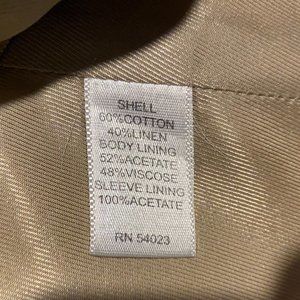 SHELL
60%COTTON
40%LINEN
BODY LINING
52%ACETATE
48%VISCOSE
SLEEVE LINING
100%ACETATE
RN 54023